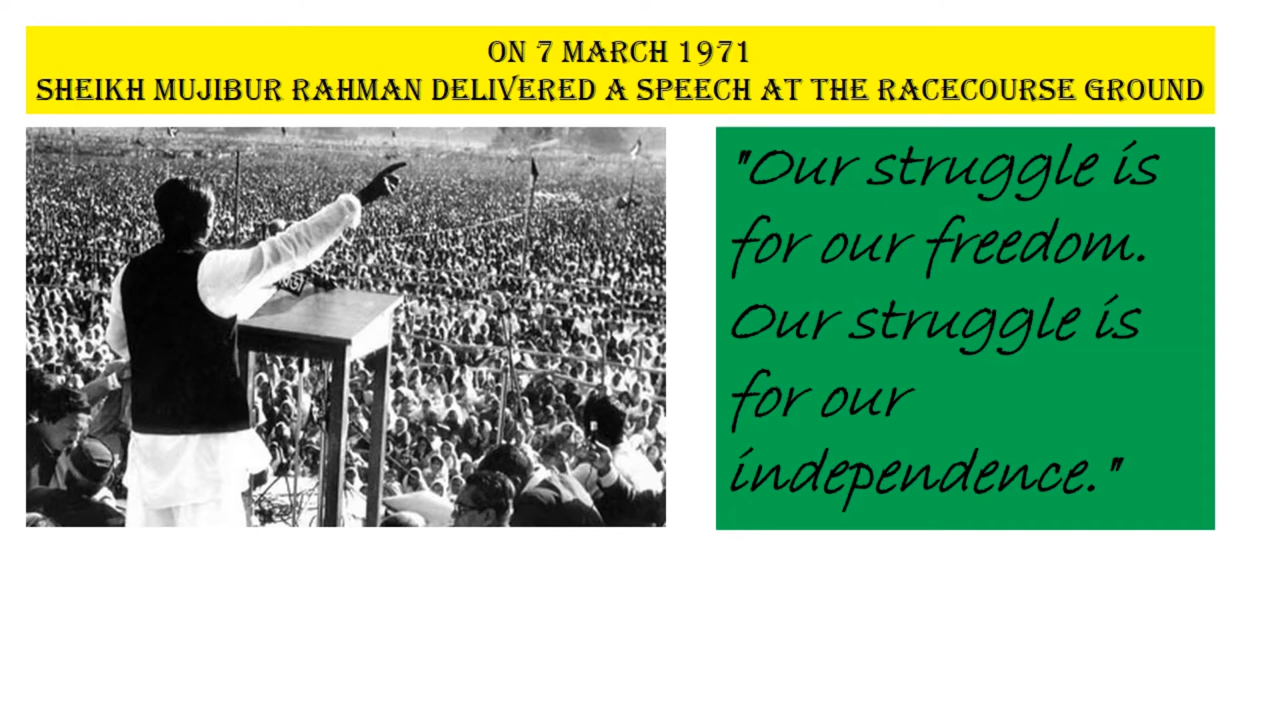 ON 7 MARCH 1971
SHEIKH MUJIBUR RAHMAN DELIVERED A SPEECH AT THE RACECOURSE GROUND
"Our struggle is
for our freedom.
Our struggle is
for our
independence."